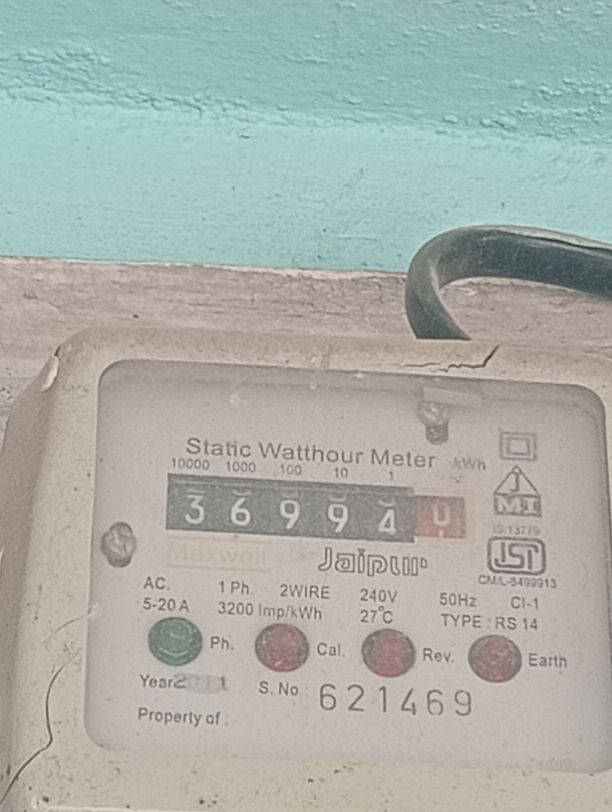 Static Watthour Meter kWh
10000 1000 100 10 1
3 6 9 9 4 0
Maxwell Jaipur
J
MI
IS:13779
ISI
CM/L-8499913
AC. 1 Ph. 2WIRE 240V 50Hz Cl-1
5-20 A 3200 Imp/kWh 27°C TYPE : RS 14
Ph. Cal. Rev. Earth
Year S. No : 621469
Property of :